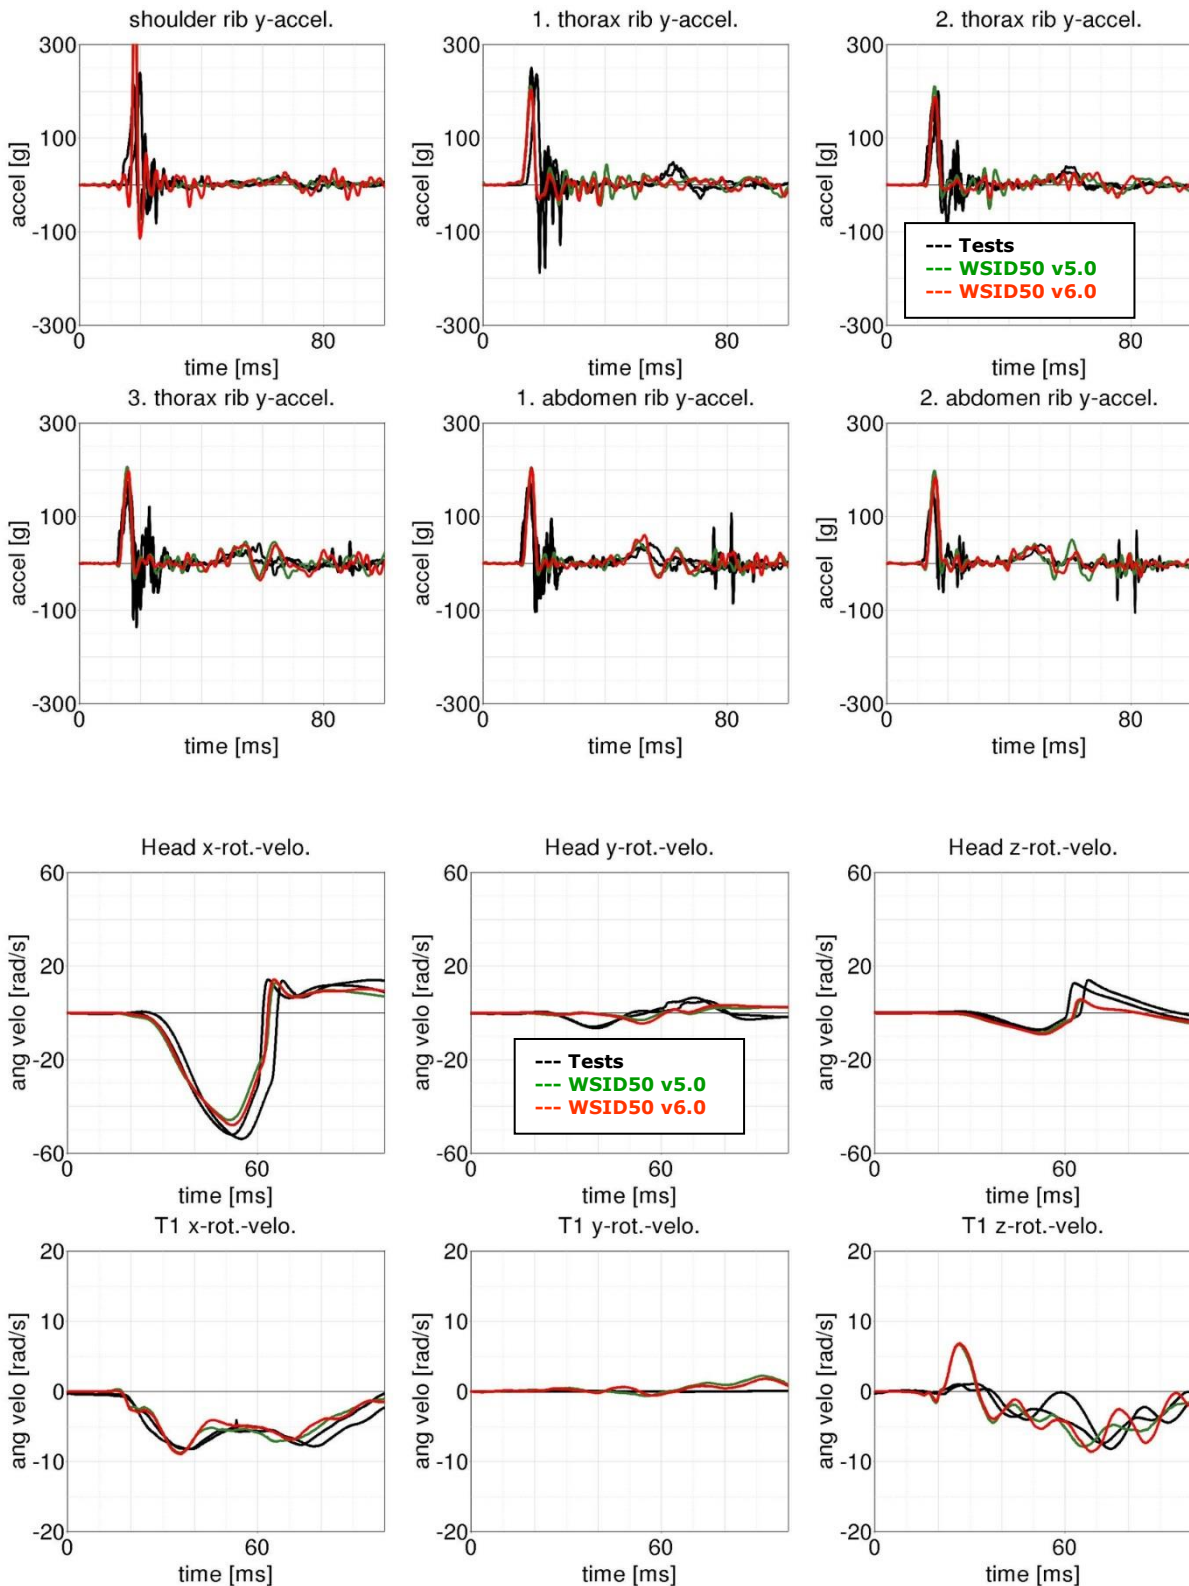 shoulder rib y-accel.
1. thorax rib y-accel.
2. thorax rib y-accel.
accel [g]
300
100
-100
-300
0
80
time [ms]
accel [g]
300
100
-100
-300
0
80
time [ms]
accel [g]
300
100
-100
-300
0
80
time [ms]
--- Tests
--- WSID50 v5.0
--- WSID50 v6.0
3. thorax rib y-accel.
1. abdomen rib y-accel.
2. abdomen rib y-accel.
accel [g]
300
100
-100
-300
0
80
time [ms]
accel [g]
300
100
-100
-300
0
80
time [ms]
accel [g]
300
100
-100
-300
0
80
time [ms]
Head x-rot.-velo.
Head y-rot.-velo.
Head z-rot.-velo.
ang velo [rad/s]
60
20
-20
-60
0
60
time [ms]
ang velo [rad/s]
60
20
-20
-60
0
60
time [ms]
--- Tests
--- WSID50 v5.0
--- WSID50 v6.0
ang velo [rad/s]
60
20
-20
-60
0
60
time [ms]
T1 x-rot.-velo.
T1 y-rot.-velo.
T1 z-rot.-velo.
ang velo [rad/s]
20
10
0
-10
-20
0
60
time [ms]
ang velo [rad/s]
20
10
0
-10
-20
0
60
time [ms]
ang velo [rad/s]
20
10
0
-10
-20
0
60
time [ms]